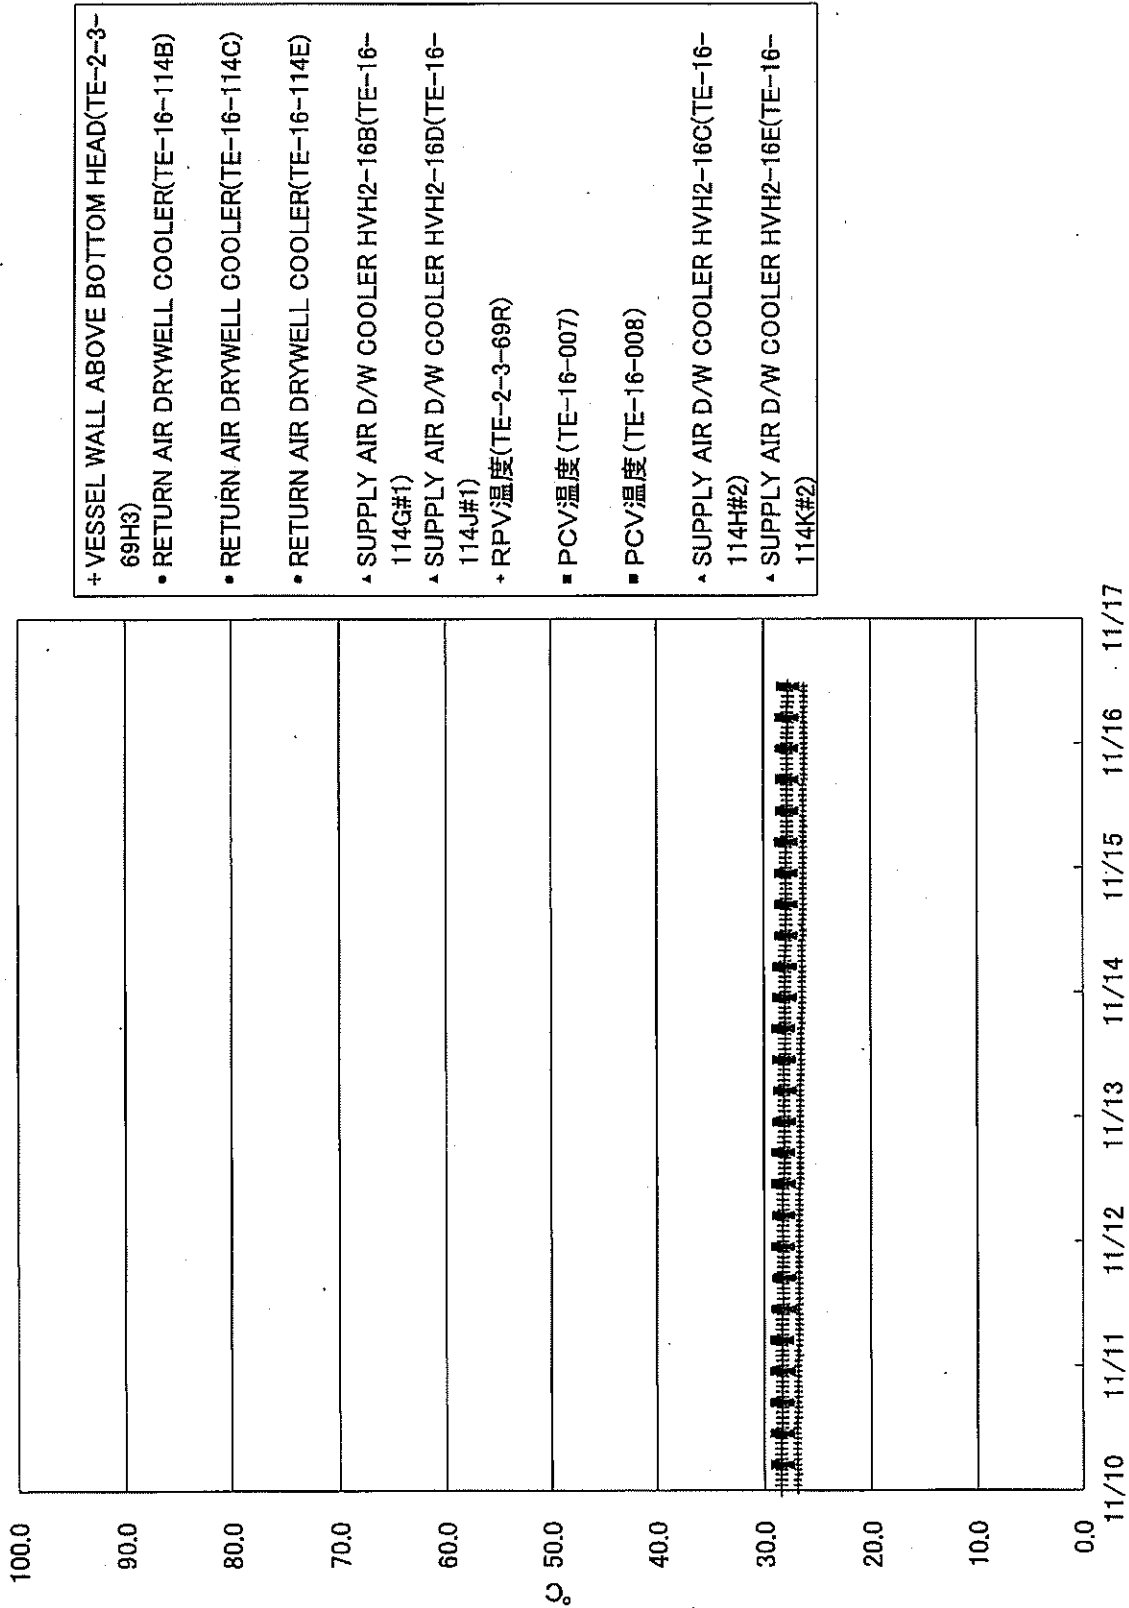 100.0
90.0
80.0
70.0
60.0
50.0
40.0
30.0
20.0
10.0
0.0
℃
11/10
11/11
11/12
11/13
11/14
11/15
11/16
11/17
VESSEL WALL ABOVE BOTTOM HEAD(TE-2-3-
69H3)
RETURN AIR DRYWELL COOLER(TE-16-114B)
RETURN AIR DRYWELL COOLER(TE-16-114C)
RETURN AIR DRYWELL COOLER(TE-16-114E)
SUPPLY AIR D/W COOLER HVH2-16B(TE-16-
114G#1)
SUPPLY AIR D/W COOLER HVH2-16D(TE-16-
114J#1)
RPV温度(TE-2-3-69R)
PCV温度(TE-16-007)
PCV温度(TE-16-008)
SUPPLY AIR D/W COOLER HVH2-16C(TE-16-
114H#2)
SUPPLY AIR D/W COOLER HVH2-16E(TE-16-
114K#2)